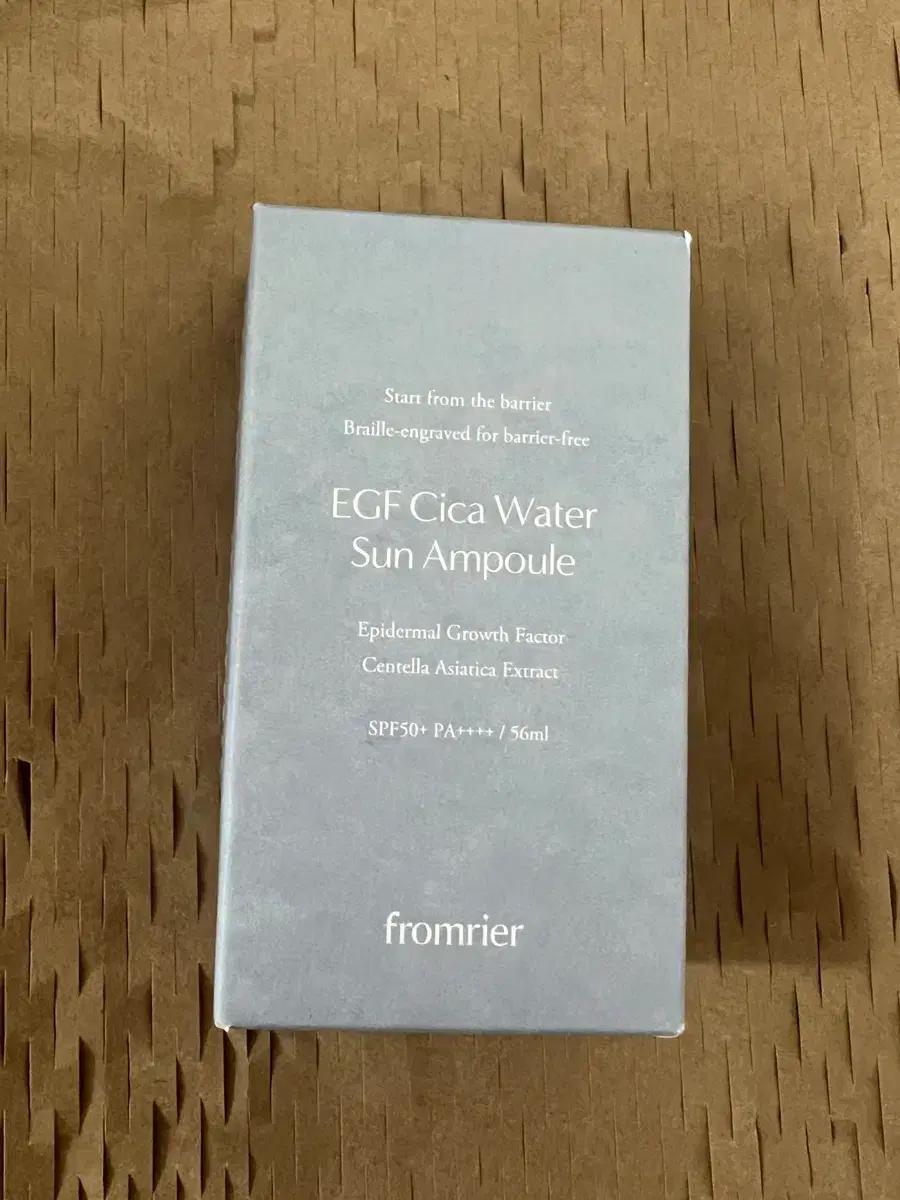 Start from the barrier
Braille-engraved for barrier-free
EGF Cica Water
Sun Ampoule
Epidermal Growth Factor
Centella Asiatica Extract
SPF50+ PA++++ / 56ml
fromrier